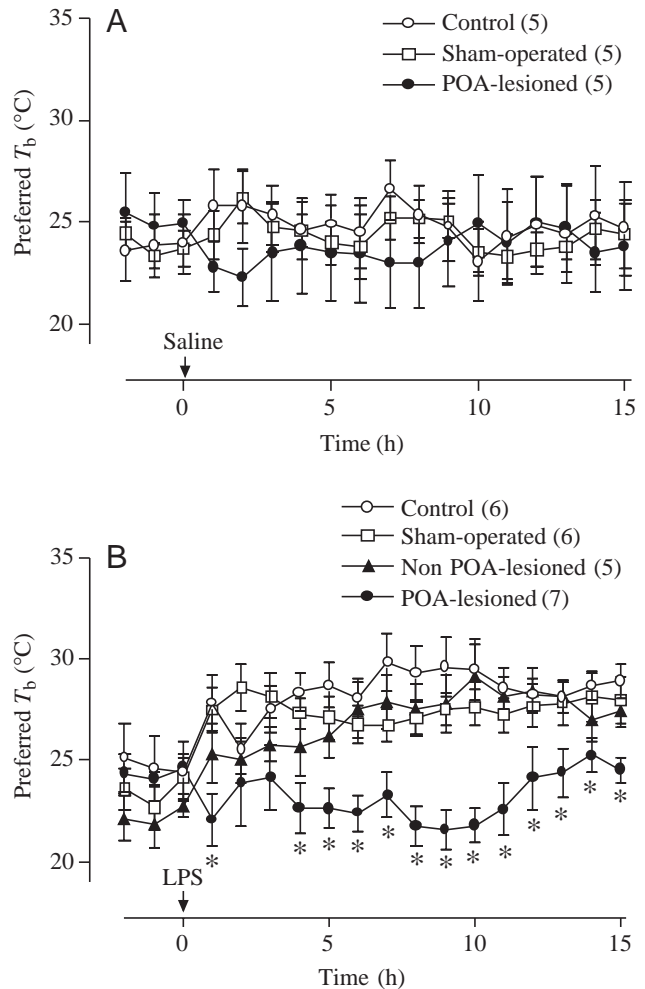 A
Control (5)
Sham-operated (5)
POA-lesioned (5)
Preferred Tb (°C)
35
30
25
20
Saline
0 5 10 15
Time (h)
B
Control (6)
Sham-operated (6)
Non POA-lesioned (5)
POA-lesioned (7)
Preferred Tb (°C)
35
30
25
20
* * * * * * * * * * * * *
LPS
0 5 10 15
Time (h)